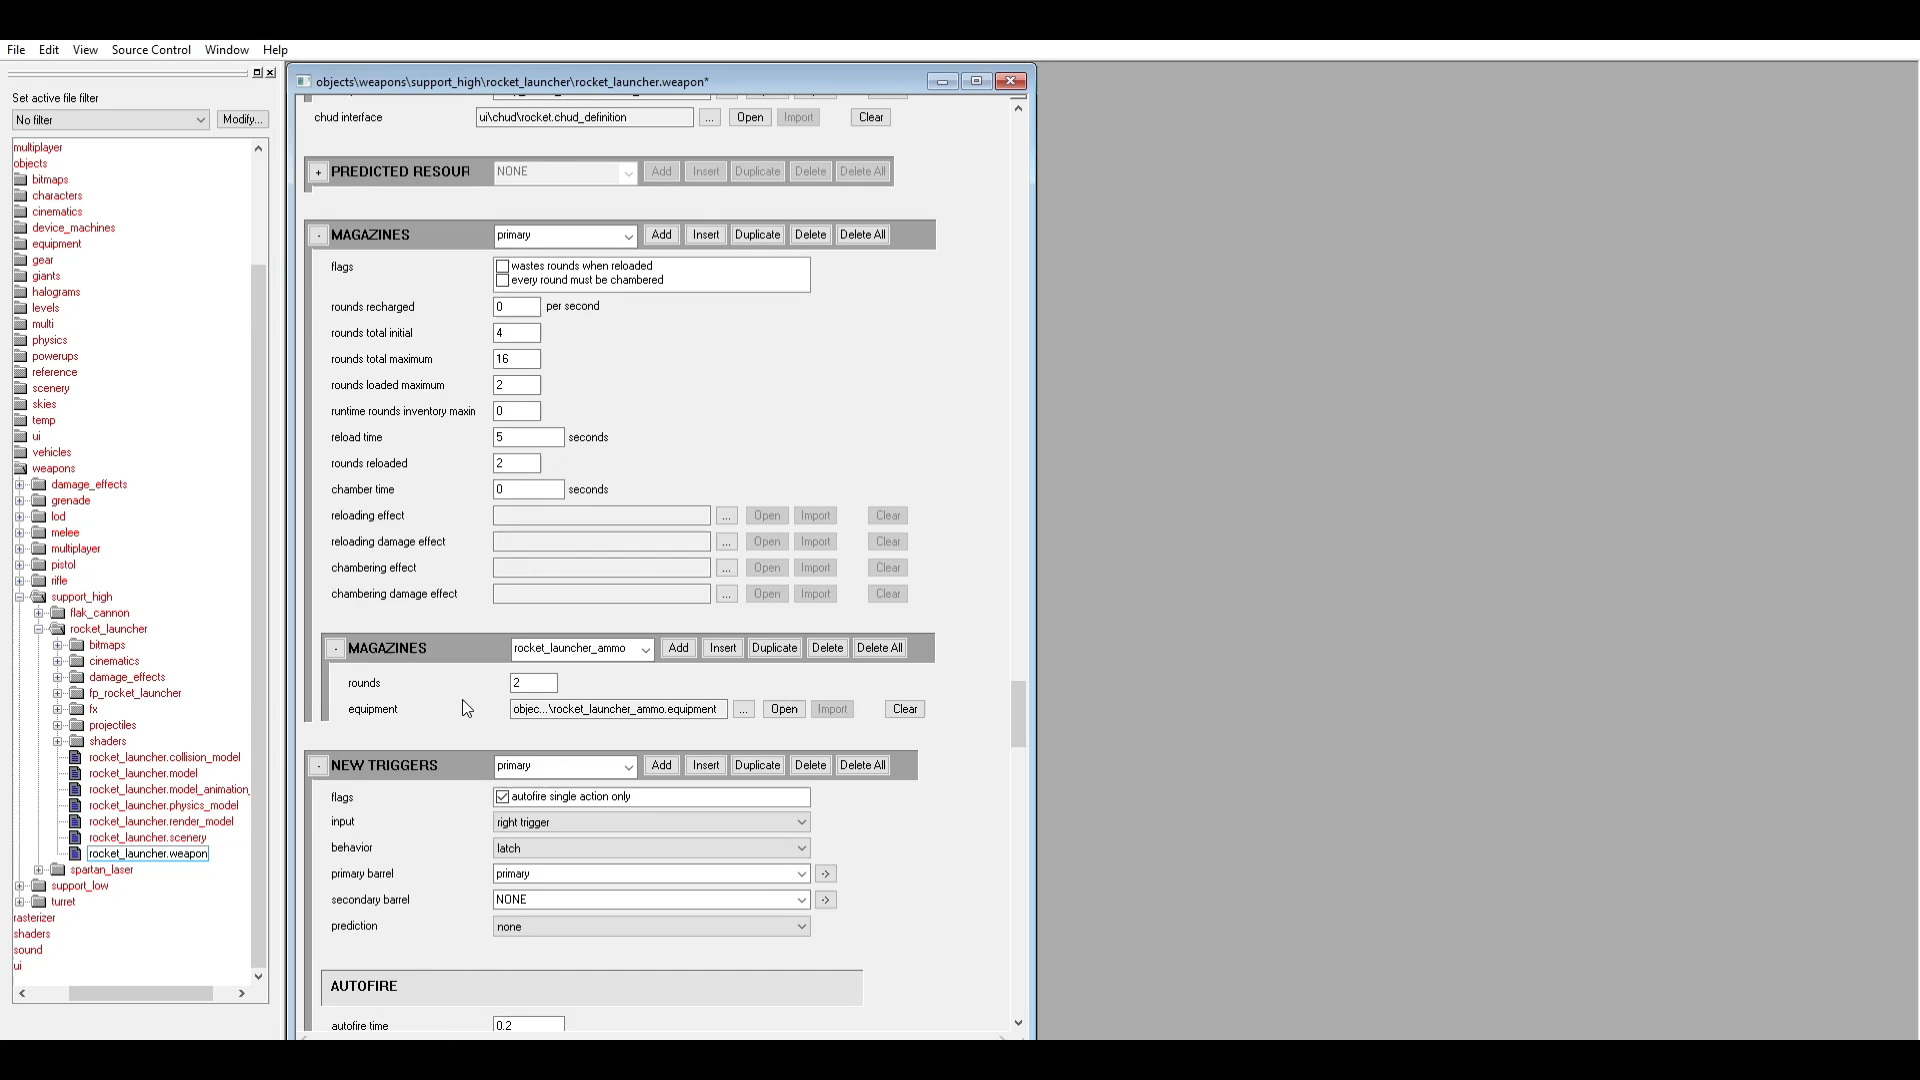 File Edit View Source Control Window Help
Set active file filter
No filter Modify...
multiplayer
objects
bitmaps
characters
cinematics
device_machines
equipment
gear
giants
halograms
levels
multi
physics
powerups
reference
scenery
skies
temp
ui
vehicles
weapons
damage_effects
grenade
lod
melee
multiplayer
pistol
rifle
support_high
flak_cannon
rocket_launcher
bitmaps
cinematics
damage_effects
fp_rocket_launcher
fx
projectiles
shaders
rocket_launcher.collision_model
rocket_launcher.model
rocket_launcher.model_animation_
rocket_launcher.physics_model
rocket_launcher.render_model
rocket_launcher.scenery
rocket_launcher.weapon
spartan_laser
support_low
turret
rasterizer
shaders
sound
ui
objects\weapons\support_high\rocket_launcher\rocket_launcher.weapon*
chud interface ui\chud\rocket.chud_definition ... Open Import Clear
+ PREDICTED RESOUR NONE Add Insert Duplicate Delete Delete All
- MAGAZINES primary Add Insert Duplicate Delete Delete All
flags wastes rounds when reloaded
every round must be chambered
rounds recharged 0 per second
rounds total initial 4
rounds total maximum 16
rounds loaded maximum 2
runtime rounds inventory maxin 0
reload time 5 seconds
rounds reloaded 2
chamber time 0 seconds
reloading effect ... Open Import Clear
reloading damage effect ... Open Import Clear
chambering effect ... Open Import Clear
chambering damage effect ... Open Import Clear
- MAGAZINES rocket_launcher_ammo Add Insert Duplicate Delete Delete All
rounds 2
equipment objec...\rocket_launcher_ammo.equipment ... Open Import Clear
- NEW TRIGGERS primary Add Insert Duplicate Delete Delete All
flags autofire single action only
input right trigger
behavior latch
primary barrel primary ->
secondary barrel NONE ->
prediction none
AUTOFIRE
autofire time 0.2